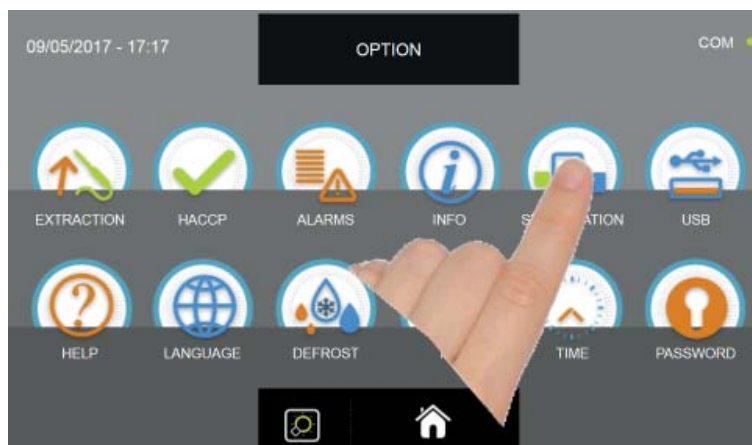 09/05/2017 - 17:17
OPTION
COM
EXTRACTION HACCP ALARMS INFO USB
HELP LANGUAGE DEFROST TIME PASSWORD